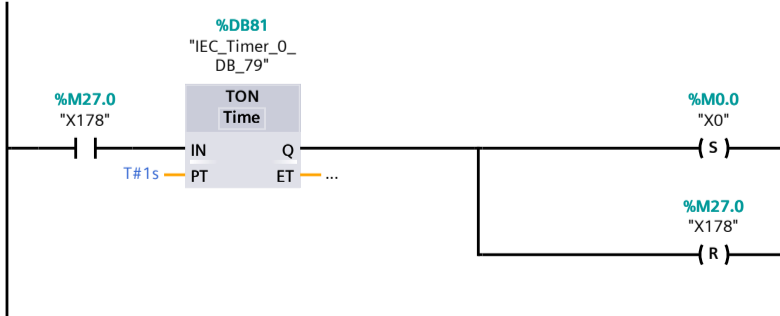 %DB81
"IEC_Timer_0_
DB_79"
%M27.0
"X178"
TON
Time
%M0.0
"X0"
IN
Q
S
T#1s
PT
ET
...
%M27.0
"X178"
R